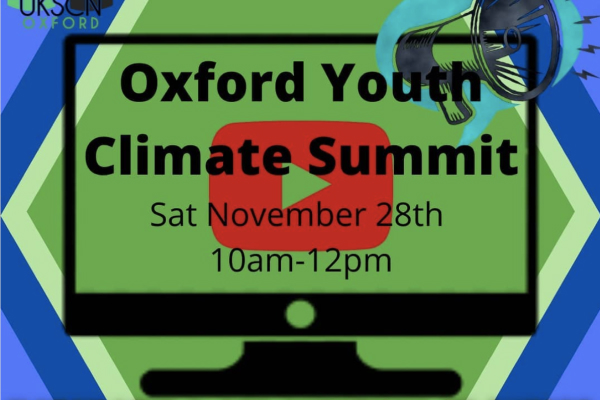 UKSCN
OXFORD
Oxford Youth
Climate Summit
Sat November 28th
10am-12pm